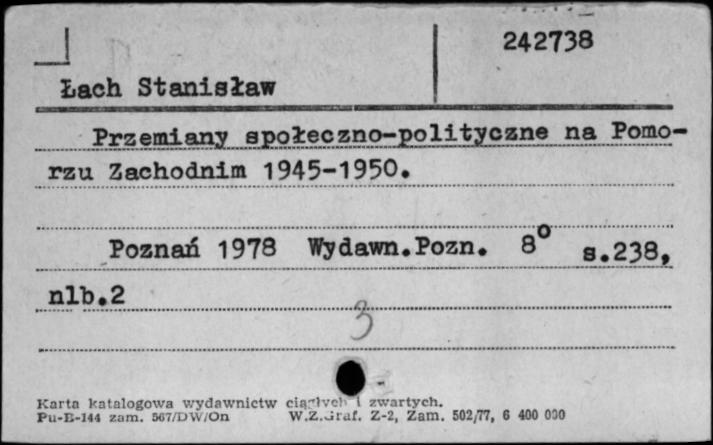 242738
Łach Stanisław
Przemiany społeczno-polityczne na Pomo-
rzu Zachodnim 1945-1950.
Poznań 1978 Wydawn.Pozn. 8° s.238,
nlb.2
3
Karta katalogowa wydawnictw ciągłych i zwartych.
Pu-E-144 zam. 567/DW/On W.Z.Graf. Z-2, Zam. 502/77, 6 400 000